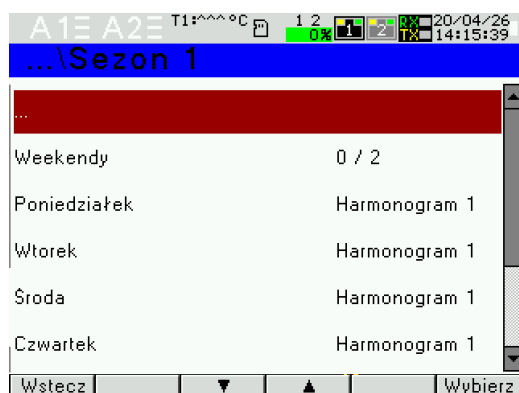 A1 A2 T1:^^^°C 1 2 0% 1 2 RX TX 20/04/26 14:15:39
...\Sezon 1
...
Weekendy 0 / 2
Poniedziałek Harmonogram 1
Wtorek Harmonogram 1
Środa Harmonogram 1
Czwartek Harmonogram 1
Wstecz ▼ ▲ Wybierz